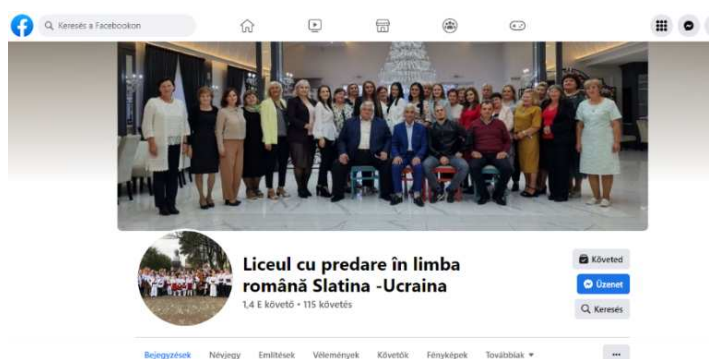 Keresés a Facebookon
Liceul cu predare în limba
română Slatina -Ucraina
1,4 E követő • 115 követés
Követed
Üzenet
Keresés
Bejegyzések Névjegy Említések Vélemények Követők Fényképek Továbbiak